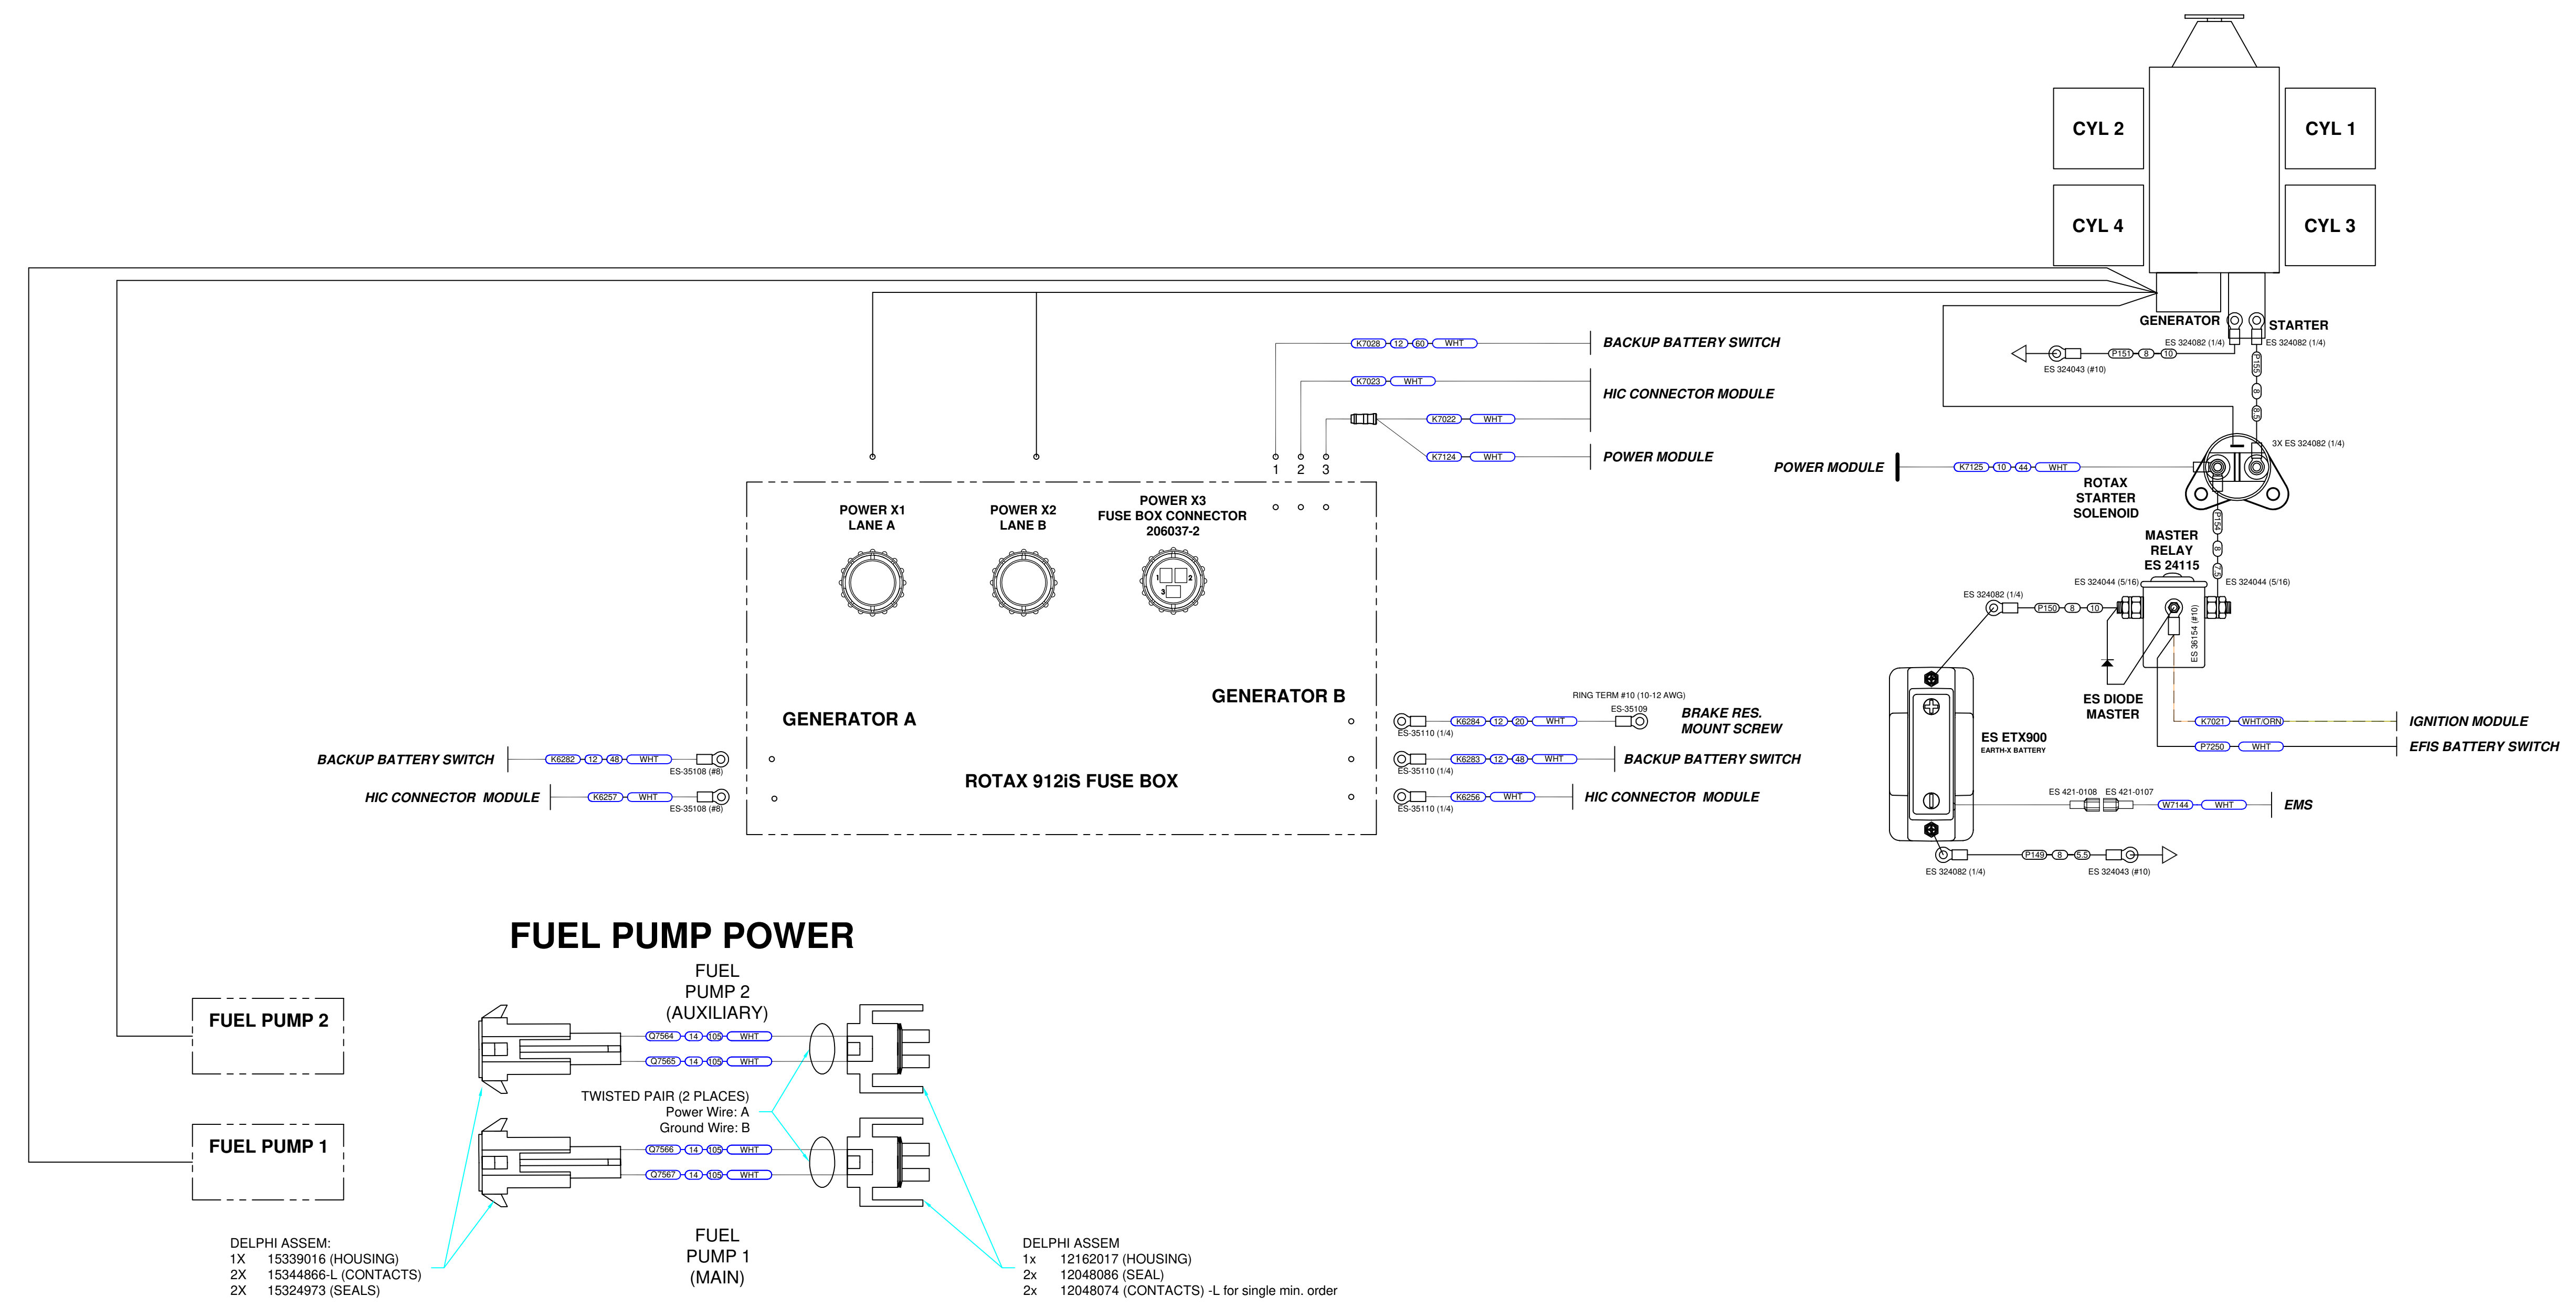 CYL 2
CYL 1
CYL 4
CYL 3
GENERATOR
STARTER
ES 324082 (1/4)
ES 324082 (1/4)
P151 8 10
ES 324043 (#10)
P155 8 8.5
3X ES 324082 (1/4)
K7028 12 60 WHT
BACKUP BATTERY SWITCH
K7023 WHT
HIC CONNECTOR MODULE
K7022 WHT
K7124 WHT
POWER MODULE
1 2 3
POWER MODULE
K7125 10 44 WHT
ROTAX
STARTER
SOLENOID
P154 8 7.5
MASTER
RELAY
ES 24115
ES 324044 (5/16)
ES 324044 (5/16)
ES 324082 (1/4)
P150 8 10
ES 36154 (#10)
ES DIODE
MASTER
K7021 WHT/ORN
IGNITION MODULE
P7250 WHT
EFIS BATTERY SWITCH
ES ETX900
EARTH-X BATTERY
ES 421-0108
ES 421-0107
W7144 WHT
EMS
P149 8 5.5
ES 324082 (1/4)
ES 324043 (#10)
POWER X1
LANE A
POWER X2
LANE B
POWER X3
FUSE BOX CONNECTOR
206037-2
1 2
3
GENERATOR B
GENERATOR A
ROTAX 912iS FUSE BOX
BACKUP BATTERY SWITCH
K6282 12 48 WHT
ES-35108 (#8)
HIC CONNECTOR MODULE
K6257 WHT
ES-35108 (#8)
RING TERM #10 (10-12 AWG)
ES-35109
K6284 12 20 WHT
ES-35110 (1/4)
BRAKE RES.
MOUNT SCREW
K6283 12 48 WHT
ES-35110 (1/4)
BACKUP BATTERY SWITCH
K6256 WHT
ES-35110 (1/4)
HIC CONNECTOR MODULE
FUEL PUMP POWER
FUEL
PUMP 2
(AUXILIARY)
FUEL PUMP 2
Q7564 14 105 WHT
Q7565 14 105 WHT
TWISTED PAIR (2 PLACES)
Power Wire: A
Ground Wire: B
FUEL PUMP 1
Q7566 14 105 WHT
Q7567 14 105 WHT
FUEL
PUMP 1
(MAIN)
DELPHI ASSEM:
1X 15339016 (HOUSING)
2X 15344866-L (CONTACTS)
2X 15324973 (SEALS)
DELPHI ASSEM
1x 12162017 (HOUSING)
2x 12048086 (SEAL)
2x 12048074 (CONTACTS) -L for single min. order